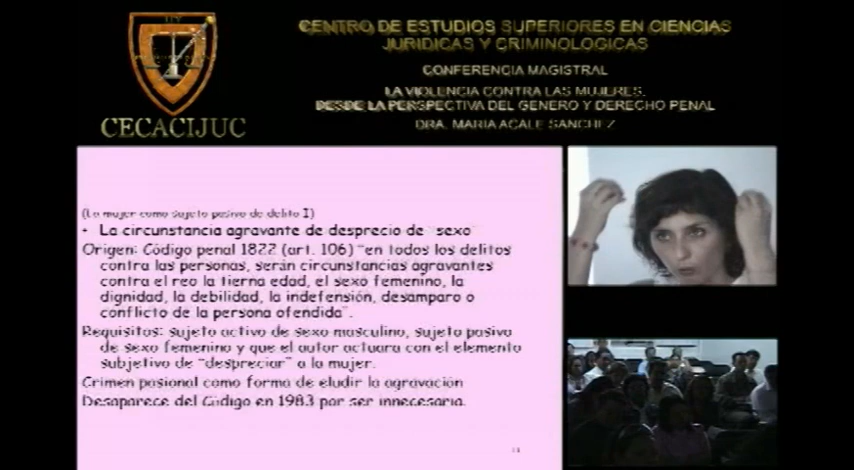 CENTRO DE ESTUDIOS SUPERIORES EN CIENCIAS
JURIDICAS Y CRIMINOLOGICAS
CONFERENCIA MAGISTRAL
LA VIOLENCIA CONTRA LAS MUJERES.
DESDE LA PERSPECTIVA DEL GENERO Y DERECHO PENAL
DRA. MARIA ACALE SANCHEZ
CECACIJUC
(La mujer como sujeto pasivo de delito I)
• La circunstancia agravante de desprecio de "sexo"
Origen: Código penal 1822 (art. 106) "en todos los delitos
contra las personas, serán circunstancias agravantes
contra el reo la tierna edad, el sexo femenino, la
dignidad, la debilidad, la indefensión, desamparo o
conflicto de la persona ofendida".
Requisitos: sujeto activo de sexo masculino, sujeto pasivo
de sexo femenino y que el autor actuara con el elemento
subjetivo de "despreciar" a la mujer.
Crimen pasional como forma de eludir la agravación
Desaparece del Código en 1983 por ser innecesaria.